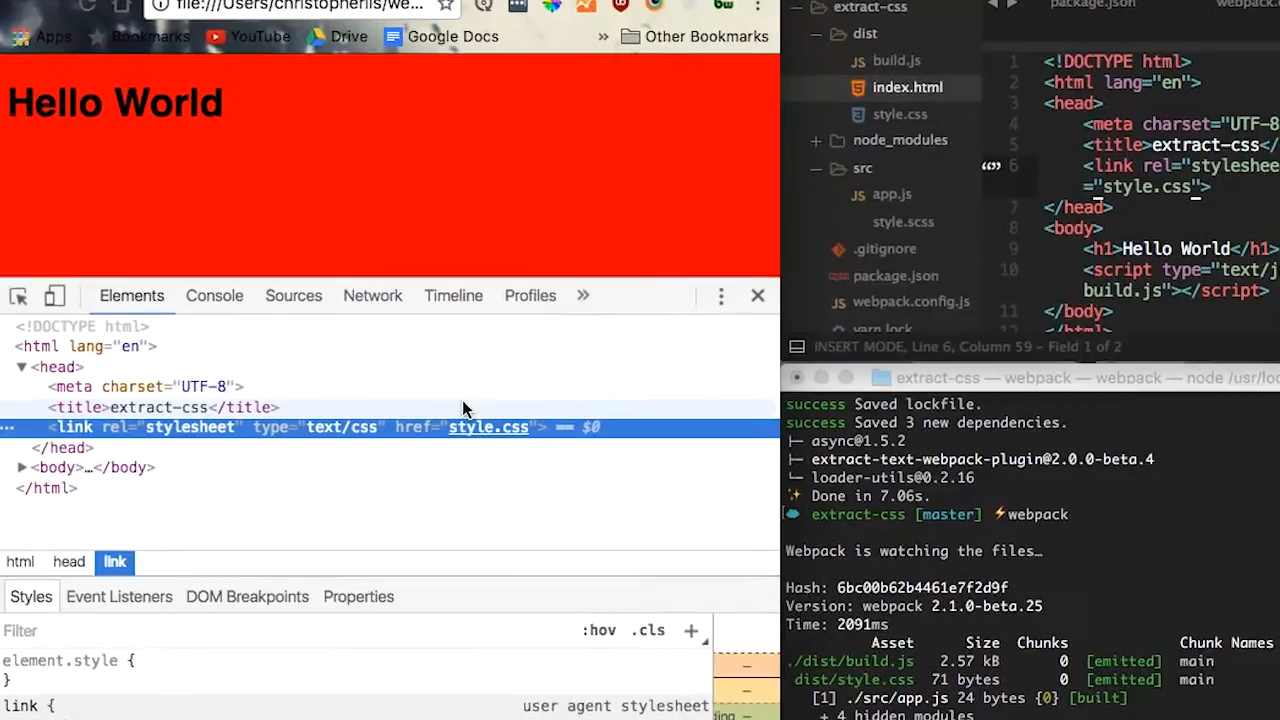 file:///Users/christopherlis/we...
Apps
Bookmarks
YouTube
Drive
Google Docs
»
Other Bookmarks
Hello World
Elements
Console
Sources
Network
Timeline
Profiles
»
<!DOCTYPE html>
<html lang="en">
▼<head>
<meta charset="UTF-8">
<title>extract-css</title>
<link rel="stylesheet" type="text/css" href="style.css"> == $0
</head>
▶<body>…</body>
</html>
html head link
Styles
Event Listeners
DOM Breakpoints
Properties
Filter
:hov .cls +
element.style {
}
link {
user agent stylesheet
extract-css
dist
build.js
index.html
style.css
node_modules
src
app.js
style.scss
.gitignore
package.json
webpack.config.js
yarn.lock
package.json
1 <!DOCTYPE html>
2 <html lang="en">
3 <head>
4 <meta charset="UTF-8
5 <title>extract-css</
6 <link rel="styleshee
="style.css">
7 </head>
8 <body>
9 <h1>Hello World</h1>
10 <script type="text/j
build.js"></script>
11 </body>
12 </html>
INSERT MODE, Line 6, Column 59 – Field 1 of 2
extract-css — webpack — webpack — node /usr/loc
success Saved lockfile.
success Saved 3 new dependencies.
├─ async@1.5.2
├─ extract-text-webpack-plugin@2.0.0-beta.4
└─ loader-utils@0.2.16
✨ Done in 7.06s.
extract-css [master] ⚡webpack
Webpack is watching the files…
Hash: 6bc00b62b4461e7f2d9f
Version: webpack 2.1.0-beta.25
Time: 2091ms
Asset Size Chunks Chunk Names
./dist/build.js 2.57 kB 0 [emitted] main
dist/style.css 71 bytes 0 [emitted] main
[1] ./src/app.js 24 bytes {0} [built]
+ 4 hidden modules